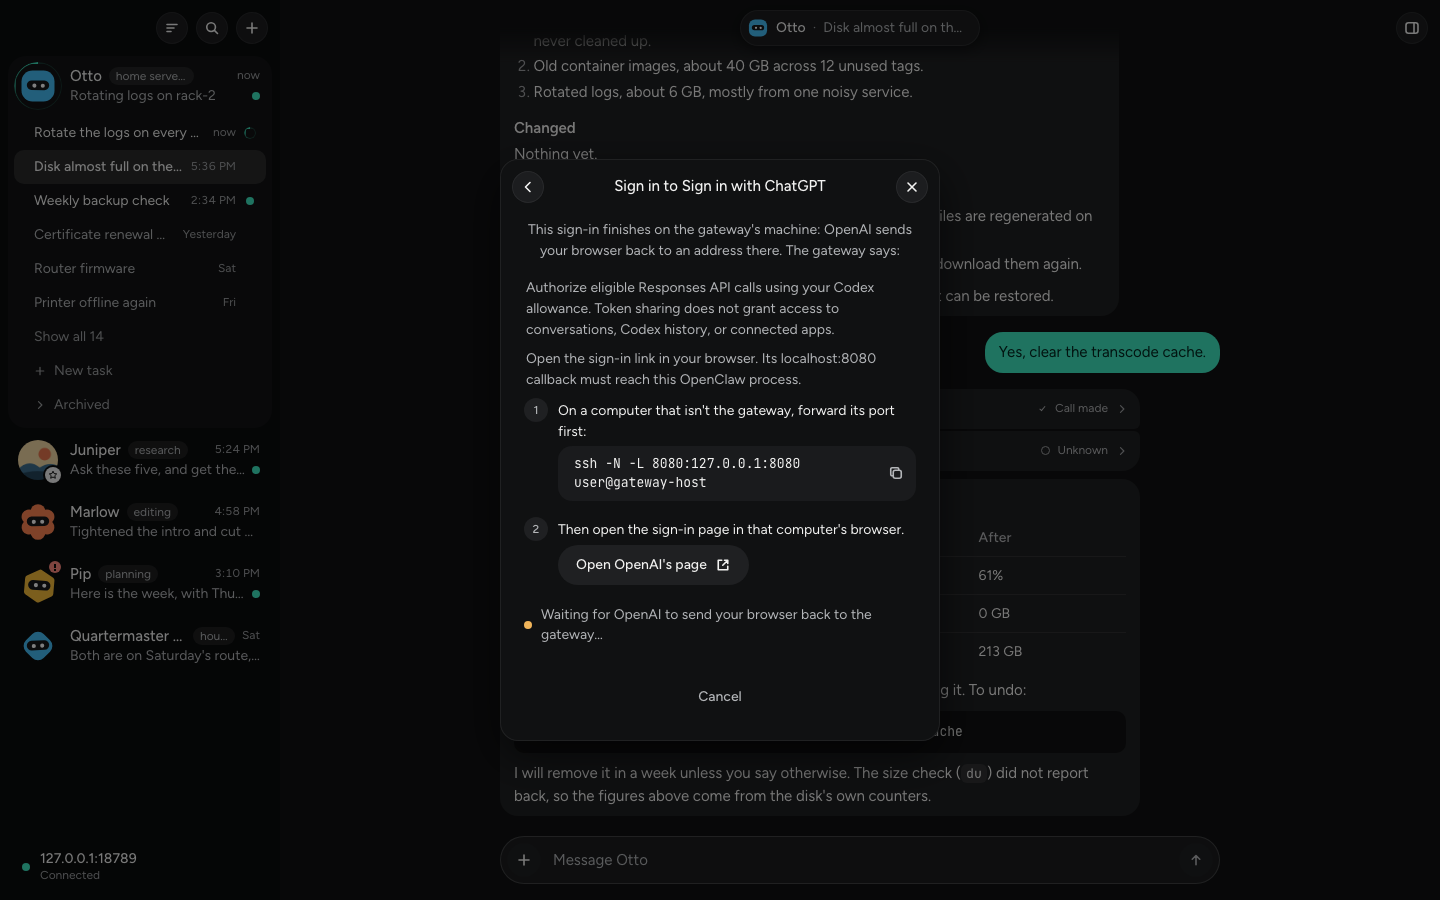 Otto · Disk almost full on th...
Otto home serve... now
Rotating logs on rack-2
Rotate the logs on every ... now
Disk almost full on the... 5:36 PM
Weekly backup check 2:34 PM
Certificate renewal ... Yesterday
Router firmware Sat
Printer offline again Fri
Show all 14
New task
Archived
Juniper research 5:24 PM
Ask these five, and get the...
Marlow editing 4:58 PM
Tightened the intro and cut ...
Pip planning 3:10 PM
Here is the week, with Thu...
Quartermaster ... hou... Sat
Both are on Saturday's route,...
127.0.0.1:18789
Connected
never cleaned up.
2. Old container images, about 40 GB across 12 unused tags.
3. Rotated logs, about 6 GB, mostly from one noisy service.
Changed
Nothing yet.
iles are regenerated on
download them again.
can be restored.
Yes, clear the transcode cache.
Call made
Unknown
After
61%
0 GB
213 GB
g it. To undo:
ache
I will remove it in a week unless you say otherwise. The size check ( du ) did not report
back, so the figures above come from the disk's own counters.
Message Otto
Sign in to Sign in with ChatGPT
This sign-in finishes on the gateway's machine: OpenAI sends
your browser back to an address there. The gateway says:
Authorize eligible Responses API calls using your Codex
allowance. Token sharing does not grant access to
conversations, Codex history, or connected apps.
Open the sign-in link in your browser. Its localhost:8080
callback must reach this OpenClaw process.
1 On a computer that isn't the gateway, forward its port
first:
ssh -N -L 8080:127.0.0.1:8080
user@gateway-host
2 Then open the sign-in page in that computer's browser.
Open OpenAI's page
Waiting for OpenAI to send your browser back to the
gateway...
Cancel